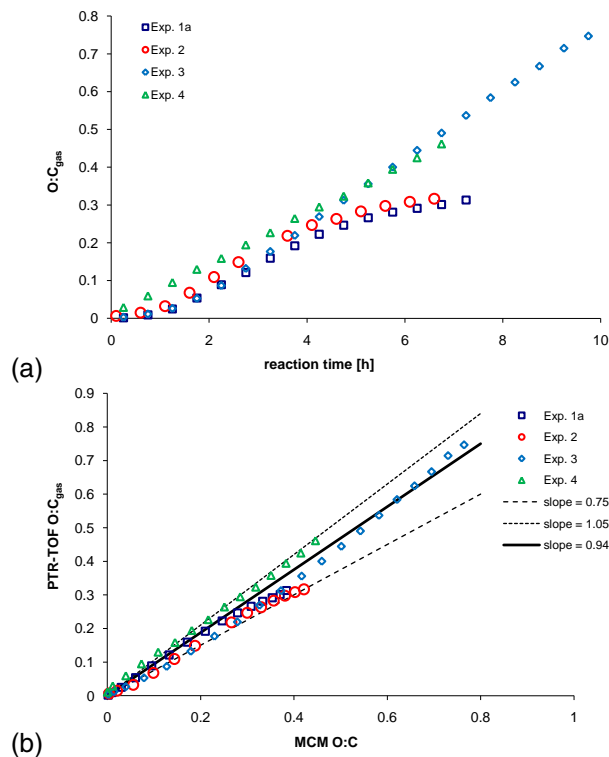 0.8
0.7
0.6
0.5
0.4
0.3
0.2
0.1
0
O:Cgas
Exp. 1a
Exp. 2
Exp. 3
Exp. 4
0 2 4 6 8 10
reaction time [h]
(a)
0.9
0.8
0.7
0.6
0.5
0.4
0.3
0.2
0.1
0
PTR-TOF O:Cgas
Exp. 1a
Exp. 2
Exp. 3
Exp. 4
slope = 0.75
slope = 1.05
slope = 0.94
0 0.2 0.4 0.6 0.8 1
MCM O:C
(b)